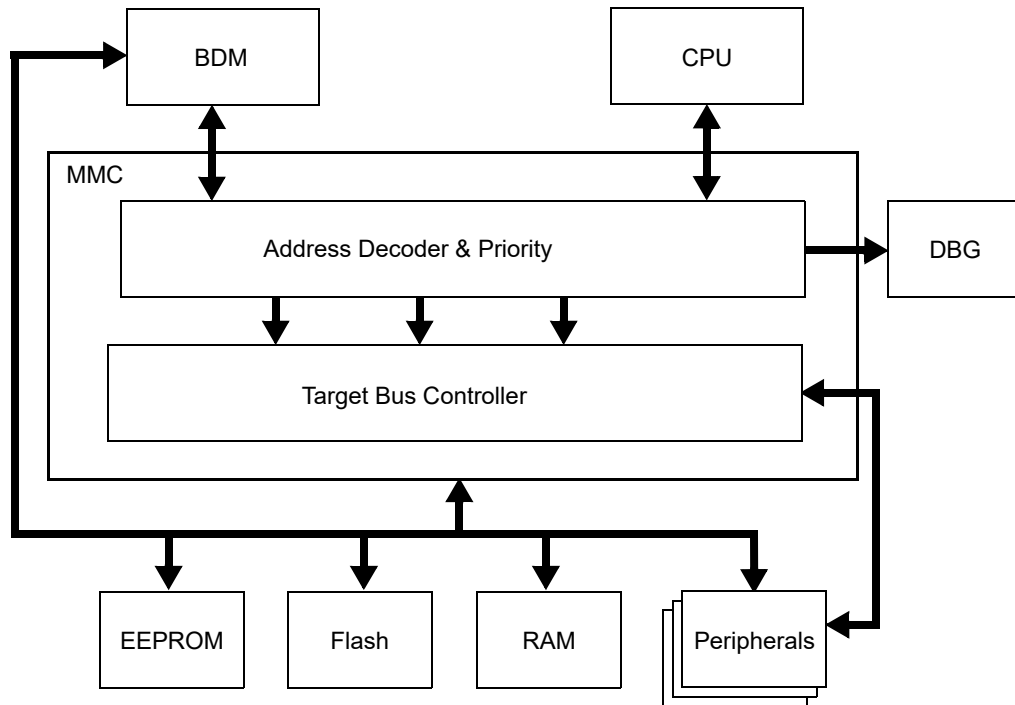 BDM
CPU
MMC
Address Decoder & Priority
DBG
Target Bus Controller
EEPROM
Flash
RAM
Peripherals